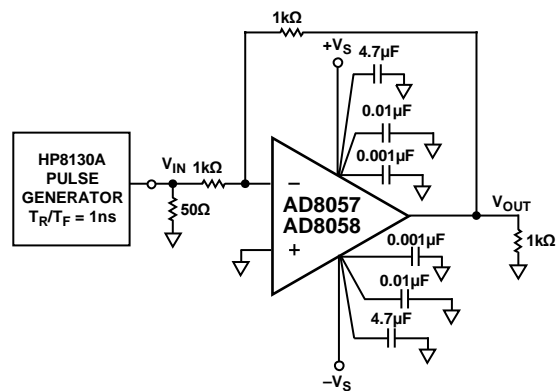 1kΩ
+VS
4.7µF
0.01µF
0.001µF
HP8130A
PULSE
GENERATOR
TR/TF = 1ns
VIN
1kΩ
50Ω
–
+
AD8057
AD8058
VOUT
1kΩ
0.001µF
0.01µF
4.7µF
–VS